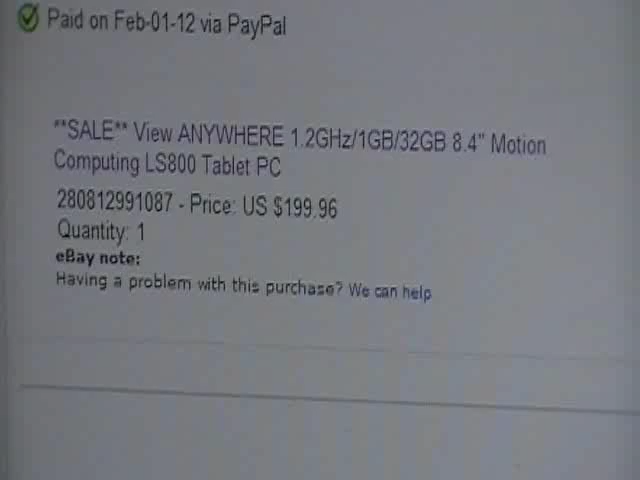 Paid on Feb-01-12 via PayPal
**SALE** View ANYWHERE 1.2GHz/1GB/32GB 8.4" Motion
Computing LS800 Tablet PC
280812991087 - Price: US $199.96
Quantity: 1
eBay note:
Having a problem with this purchase? We can help